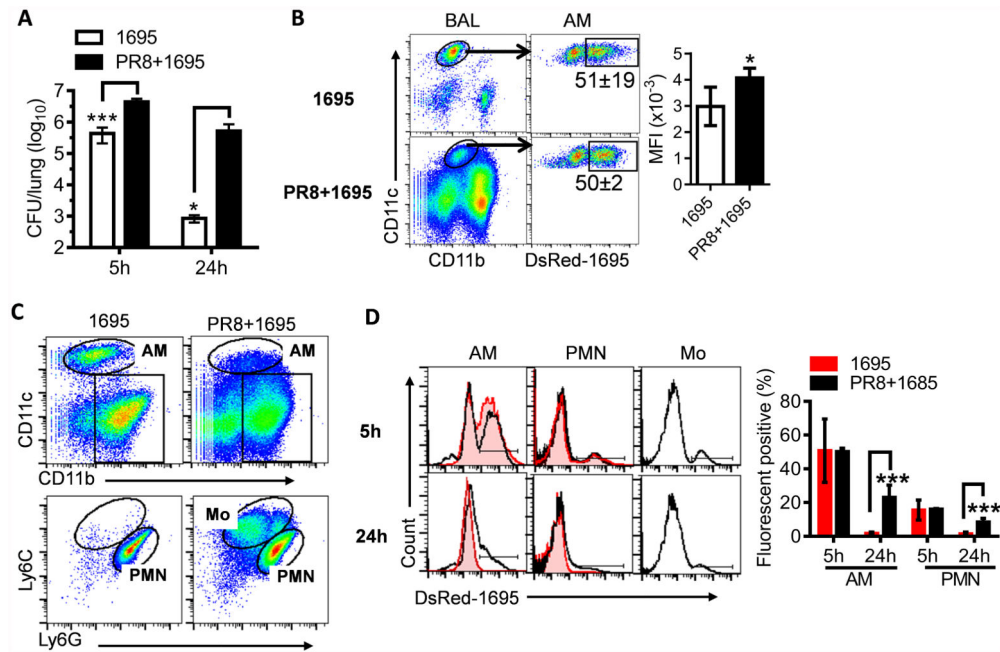 A
1695
PR8+1695
CFU/lung (log10)
7
6
5
4
3
2
***
*
5h
24h
B
BAL
AM
1695
51±19
PR8+1695
50±2
CD11c
CD11b
DsRed-1695
MFI (x10-3)
5
4
3
2
1
0
*
1695
PR8+1695
C
1695
PR8+1695
AM
AM
CD11c
CD11b
Mo
PMN
PMN
Ly6C
Ly6G
D
AM
PMN
Mo
5h
24h
Count
DsRed-1695
1695
PR8+1685
Fluorescent positive (%)
80
60
40
20
0
***
***
5h
24h
5h
24h
AM
PMN